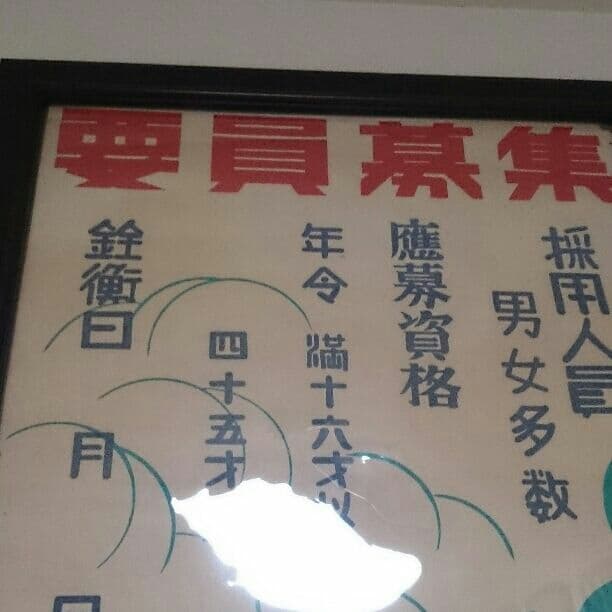 要員募集
採用人員
男女多数
應募資格
年令 満十六才以
四十五才
銓衡日 月